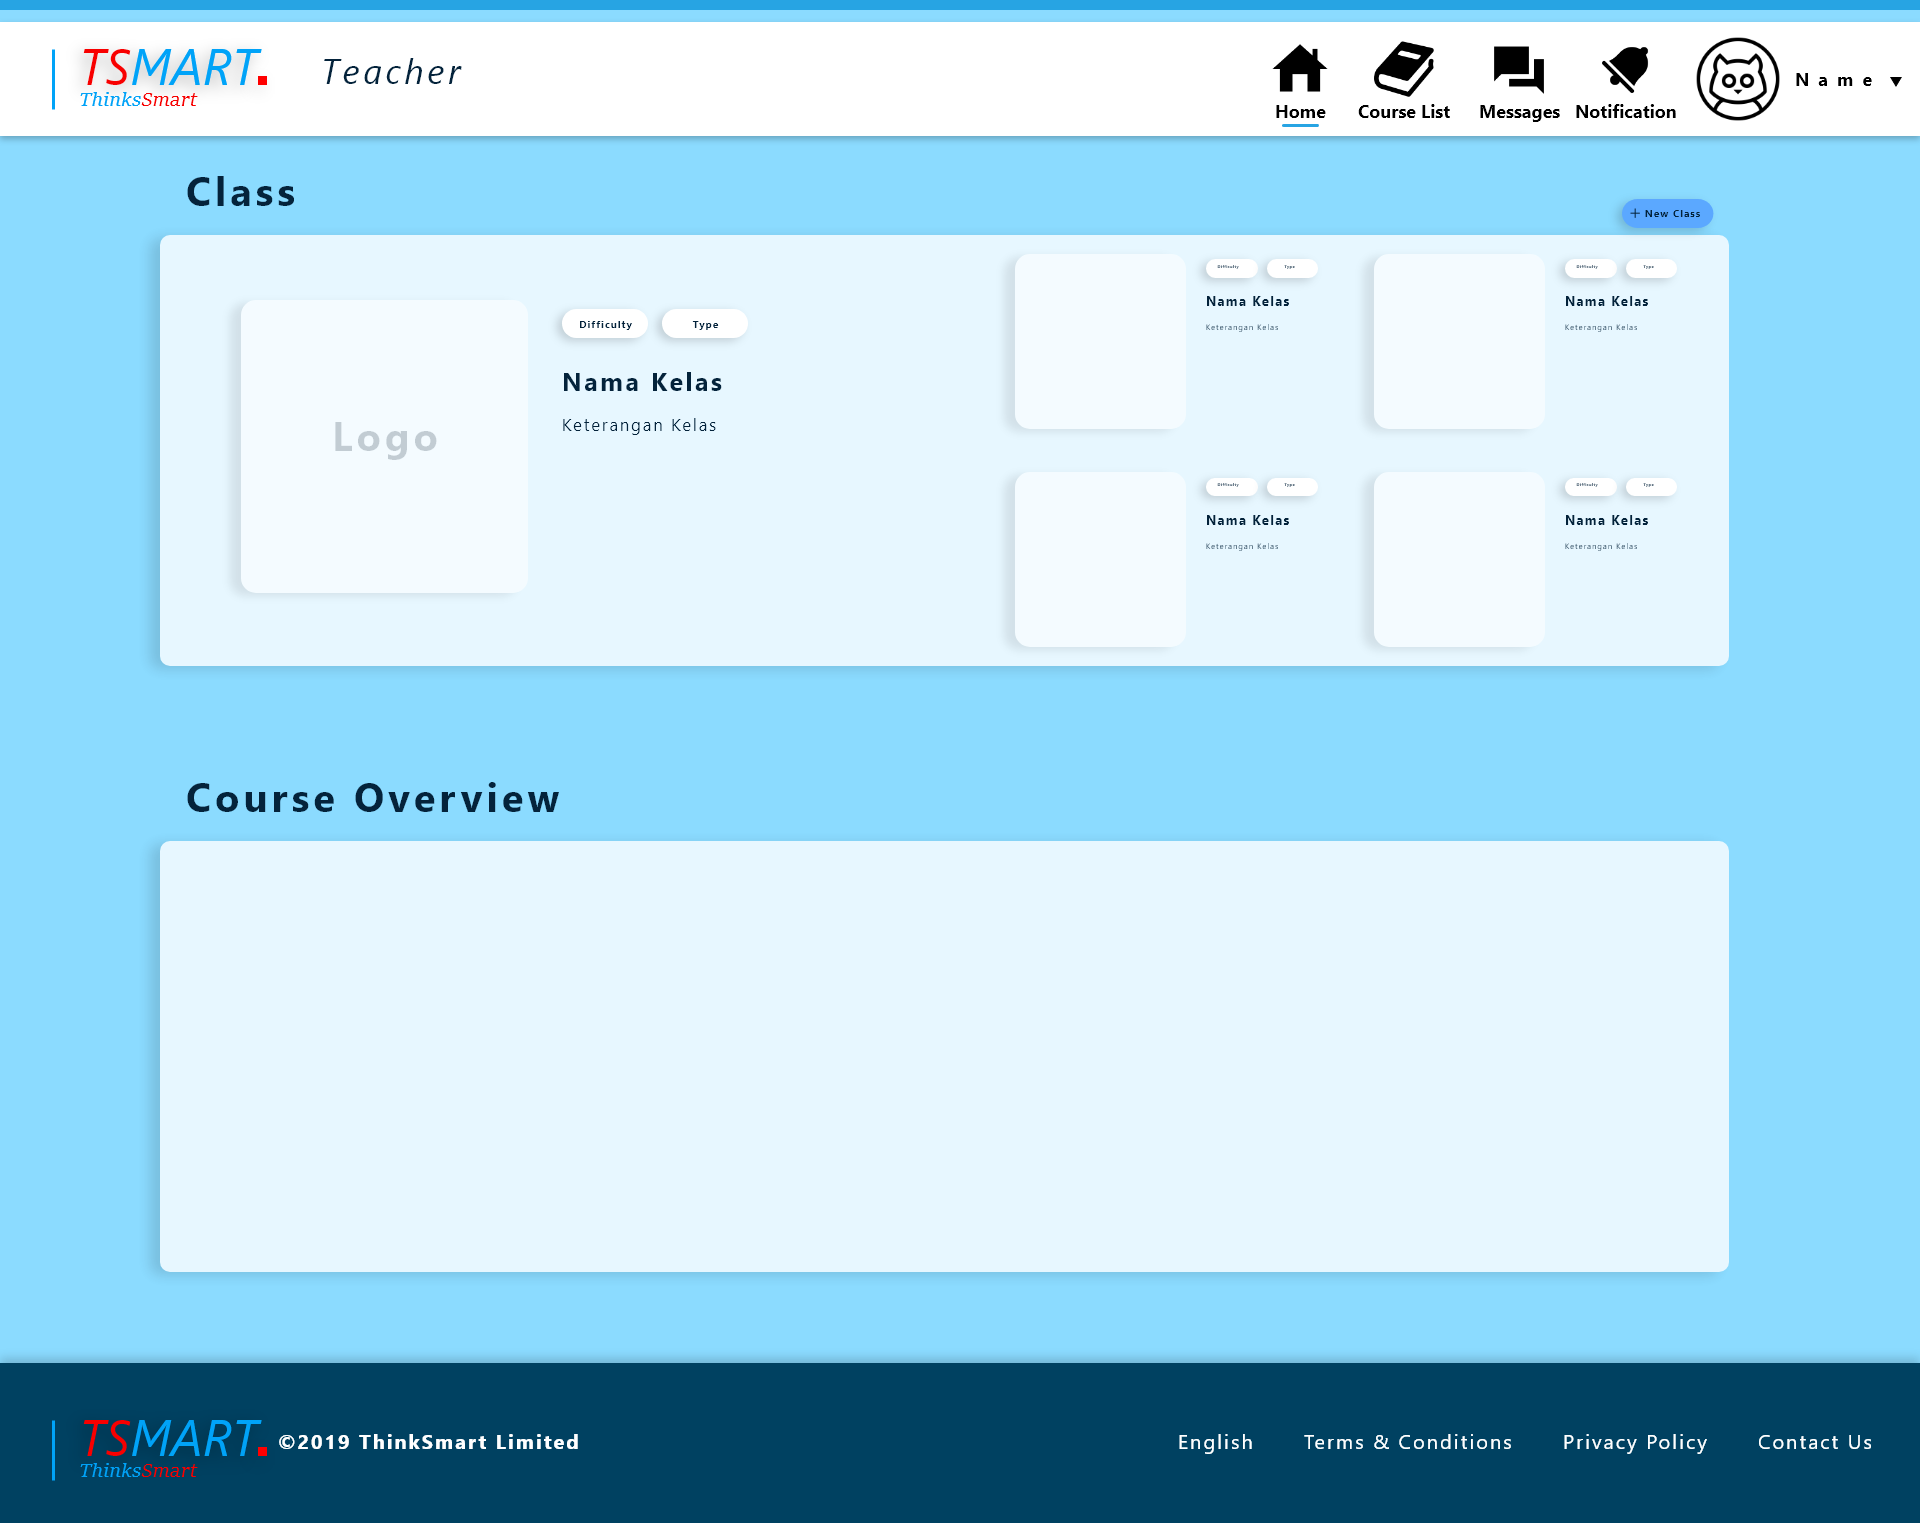 TSMART.
ThinksSmart
Teacher
Home
Course List
Messages
Notification
Name
Class
+ New Class
Difficulty
Type
Nama Kelas
Keterangan Kelas
Logo
Difficulty
Type
Nama Kelas
Keterangan Kelas
Difficulty
Type
Nama Kelas
Keterangan Kelas
Difficulty
Type
Nama Kelas
Keterangan Kelas
Difficulty
Type
Nama Kelas
Keterangan Kelas
Course Overview
TSMART.
ThinksSmart
©2019 ThinkSmart Limited
English
Terms & Conditions
Privacy Policy
Contact Us